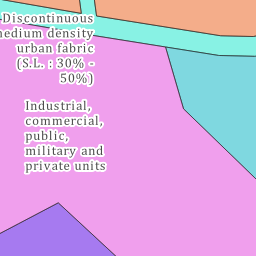 Discontinuous
medium density
urban fabric
(S.L. : 30% -
50%)
Industrial,
commercial,
public,
military and
private units